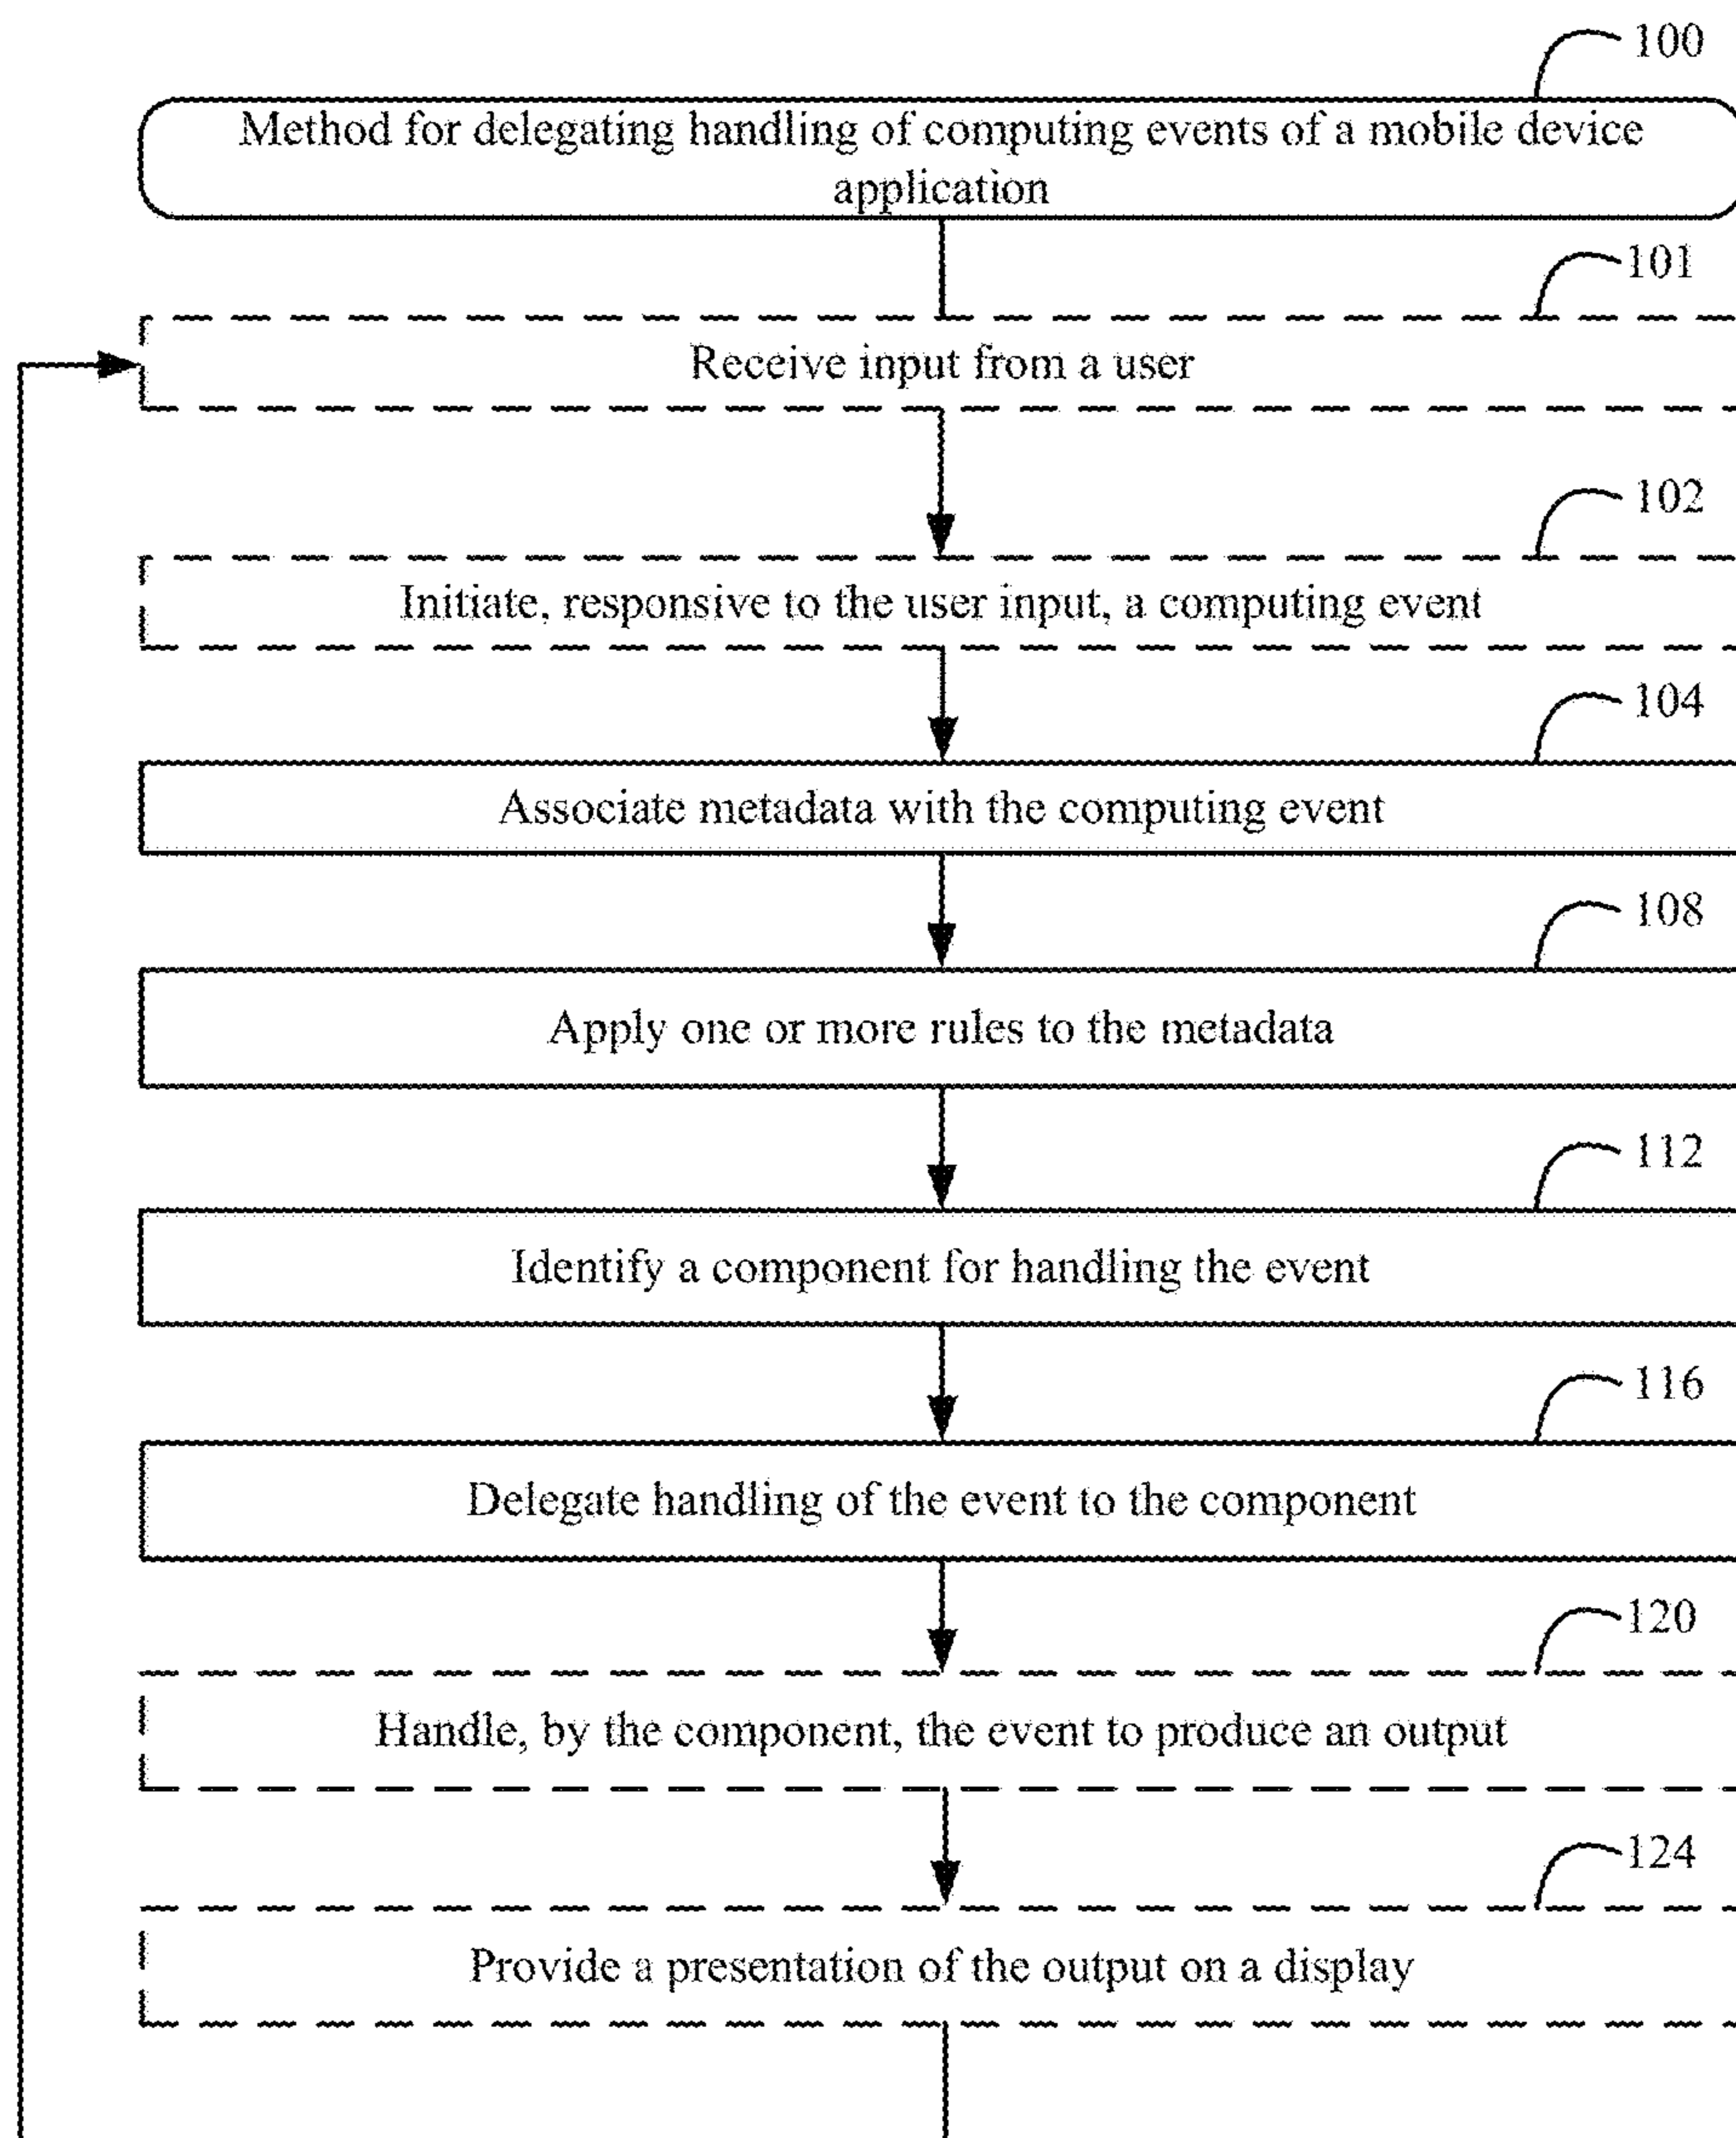 100
Method for delegating handling of computing events of a mobile device
application
101
Receive input from a user
102
Initiate, responsive to the user input, a computing event
104
Associate metadata with the computing event
108
Apply one or more rules to the metadata
112
Identify a component for handling the event
116
Delegate handling of the event to the component
120
Handle, by the component, the event to produce an output
124
Provide a presentation of the output on a display